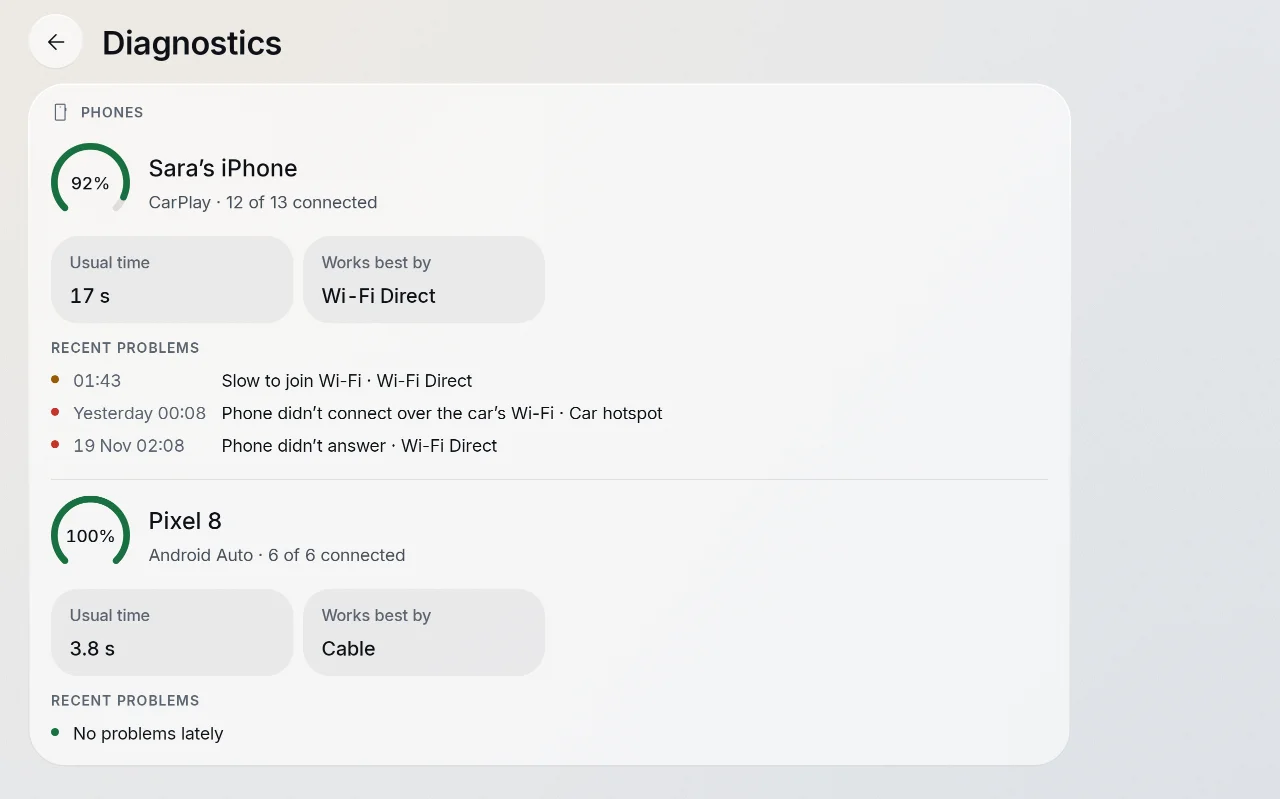 Diagnostics
PHONES
92%
Sara’s iPhone
CarPlay · 12 of 13 connected
Usual time
17 s
Works best by
Wi-Fi Direct
RECENT PROBLEMS
01:43 Slow to join Wi-Fi · Wi-Fi Direct
Yesterday 00:08 Phone didn’t connect over the car’s Wi-Fi · Car hotspot
19 Nov 02:08 Phone didn’t answer · Wi-Fi Direct
100%
Pixel 8
Android Auto · 6 of 6 connected
Usual time
3.8 s
Works best by
Cable
RECENT PROBLEMS
No problems lately